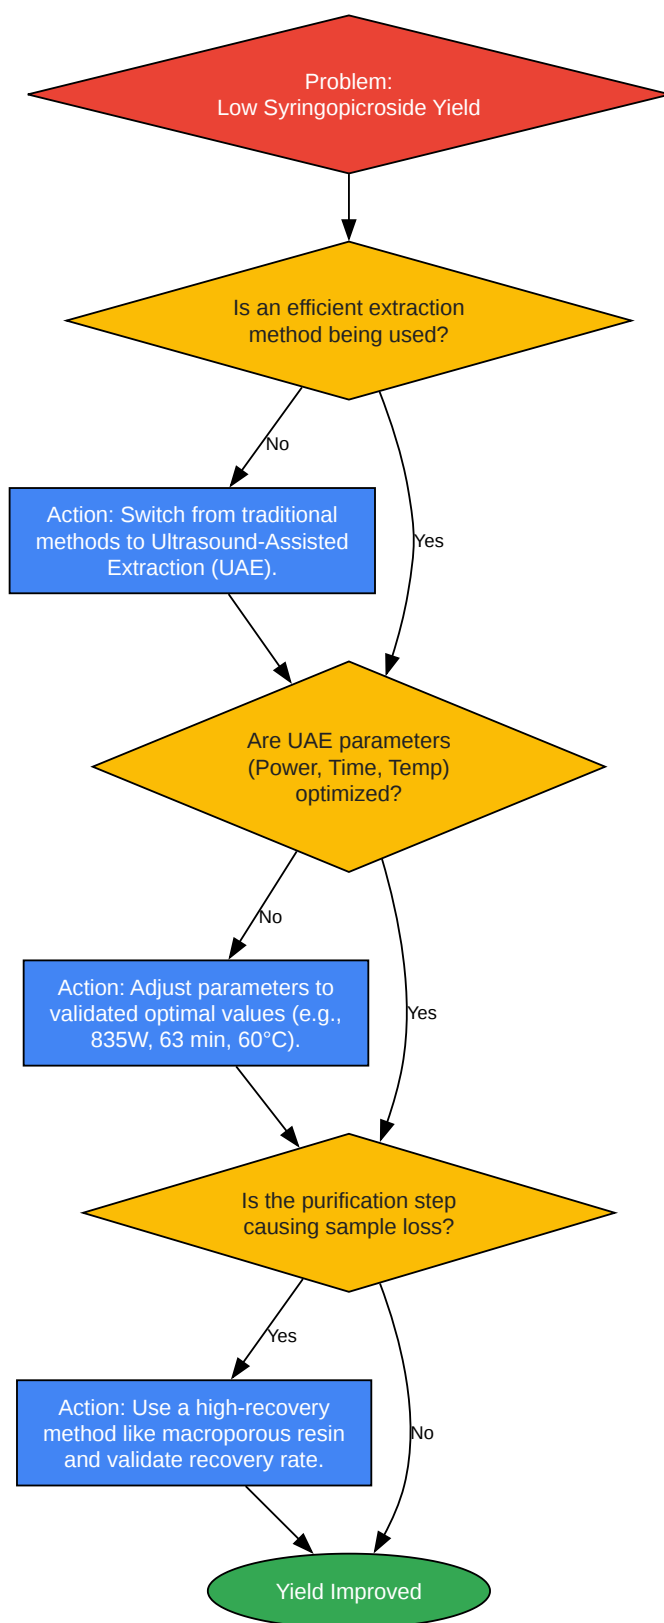 Problem:
Low Syringopicroside Yield
Is an efficient extraction
method being used?
No
Yes
Action: Switch from traditional
methods to Ultrasound-Assisted
Extraction (UAE).
Are UAE parameters
(Power, Time, Temp)
optimized?
No
Yes
Action: Adjust parameters to
validated optimal values (e.g.,
835W, 63 min, 60°C).
Is the purification step
causing sample loss?
Yes
No
Action: Use a high-recovery
method like macroporous resin
and validate recovery rate.
Yield Improved